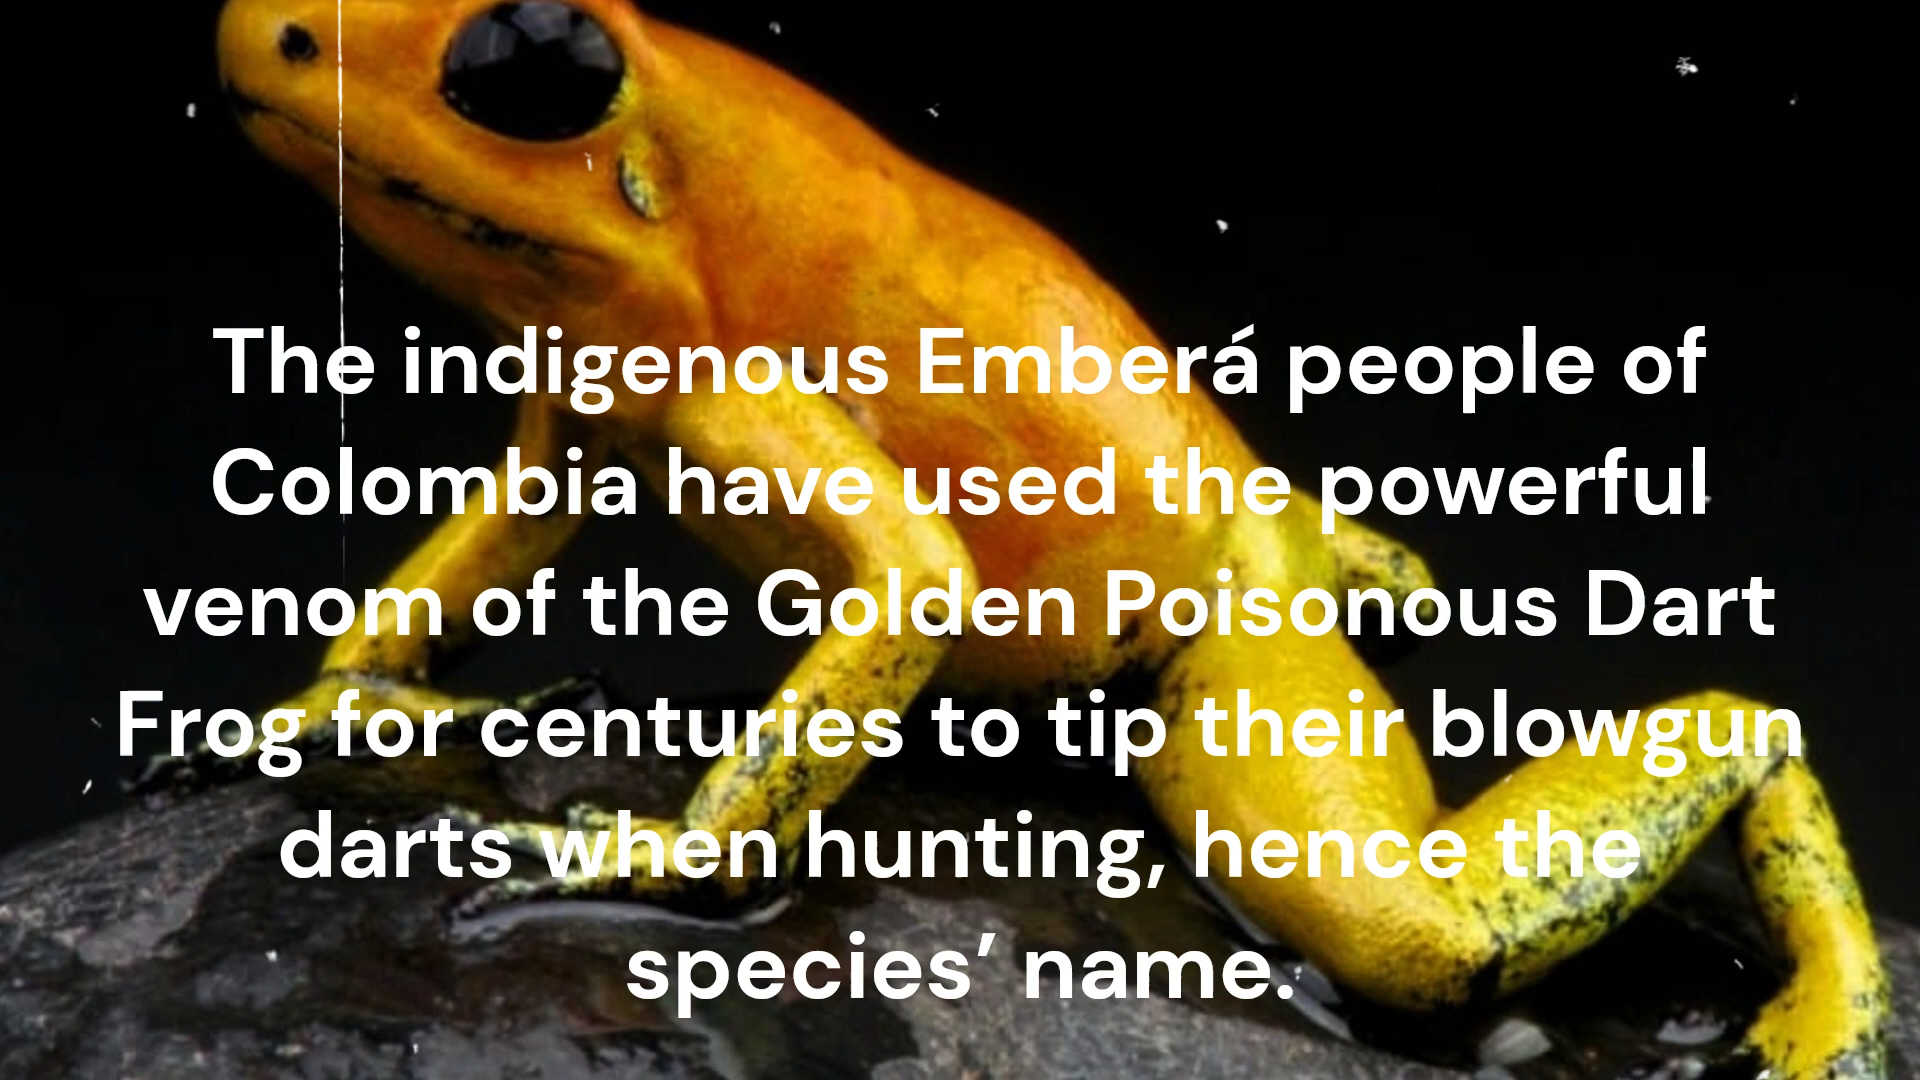 The indigenous Emberá people of
Colombia have used the powerful
venom of the Golden Poisonous Dart
Frog for centuries to tip their blowgun
darts when hunting, hence the
species’ name.